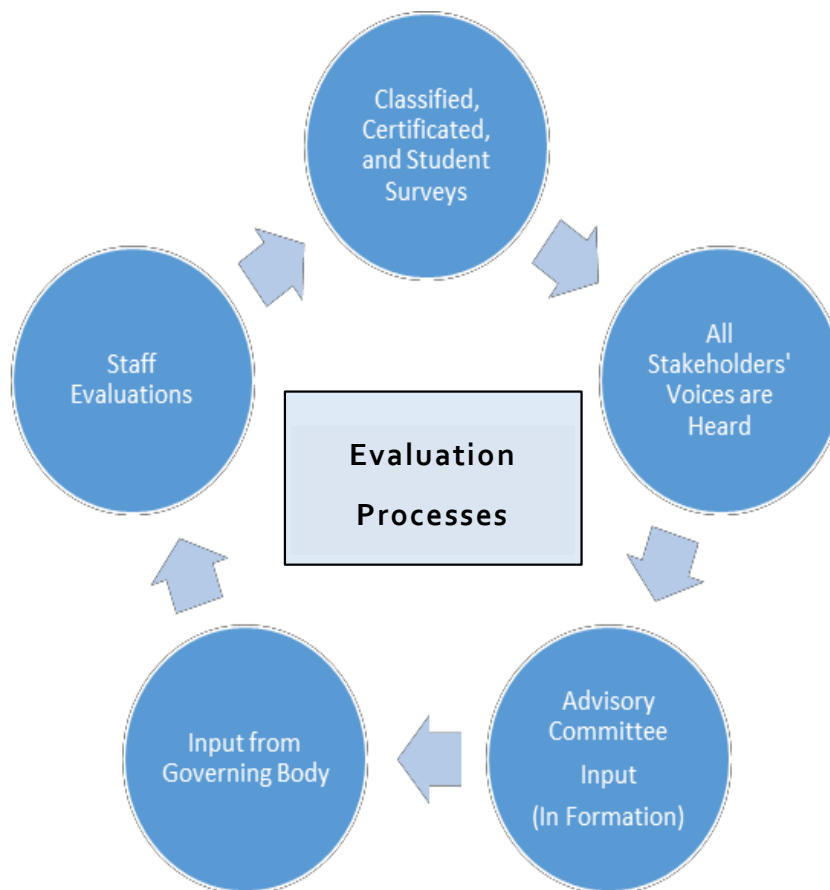 Classified,
Certificated,
and Student
Surveys
All
Stakeholders'
Voices are
Heard
Advisory
Committee
Input
(In Formation)
Input from
Governing Body
Staff
Evaluations
Evaluation
Processes